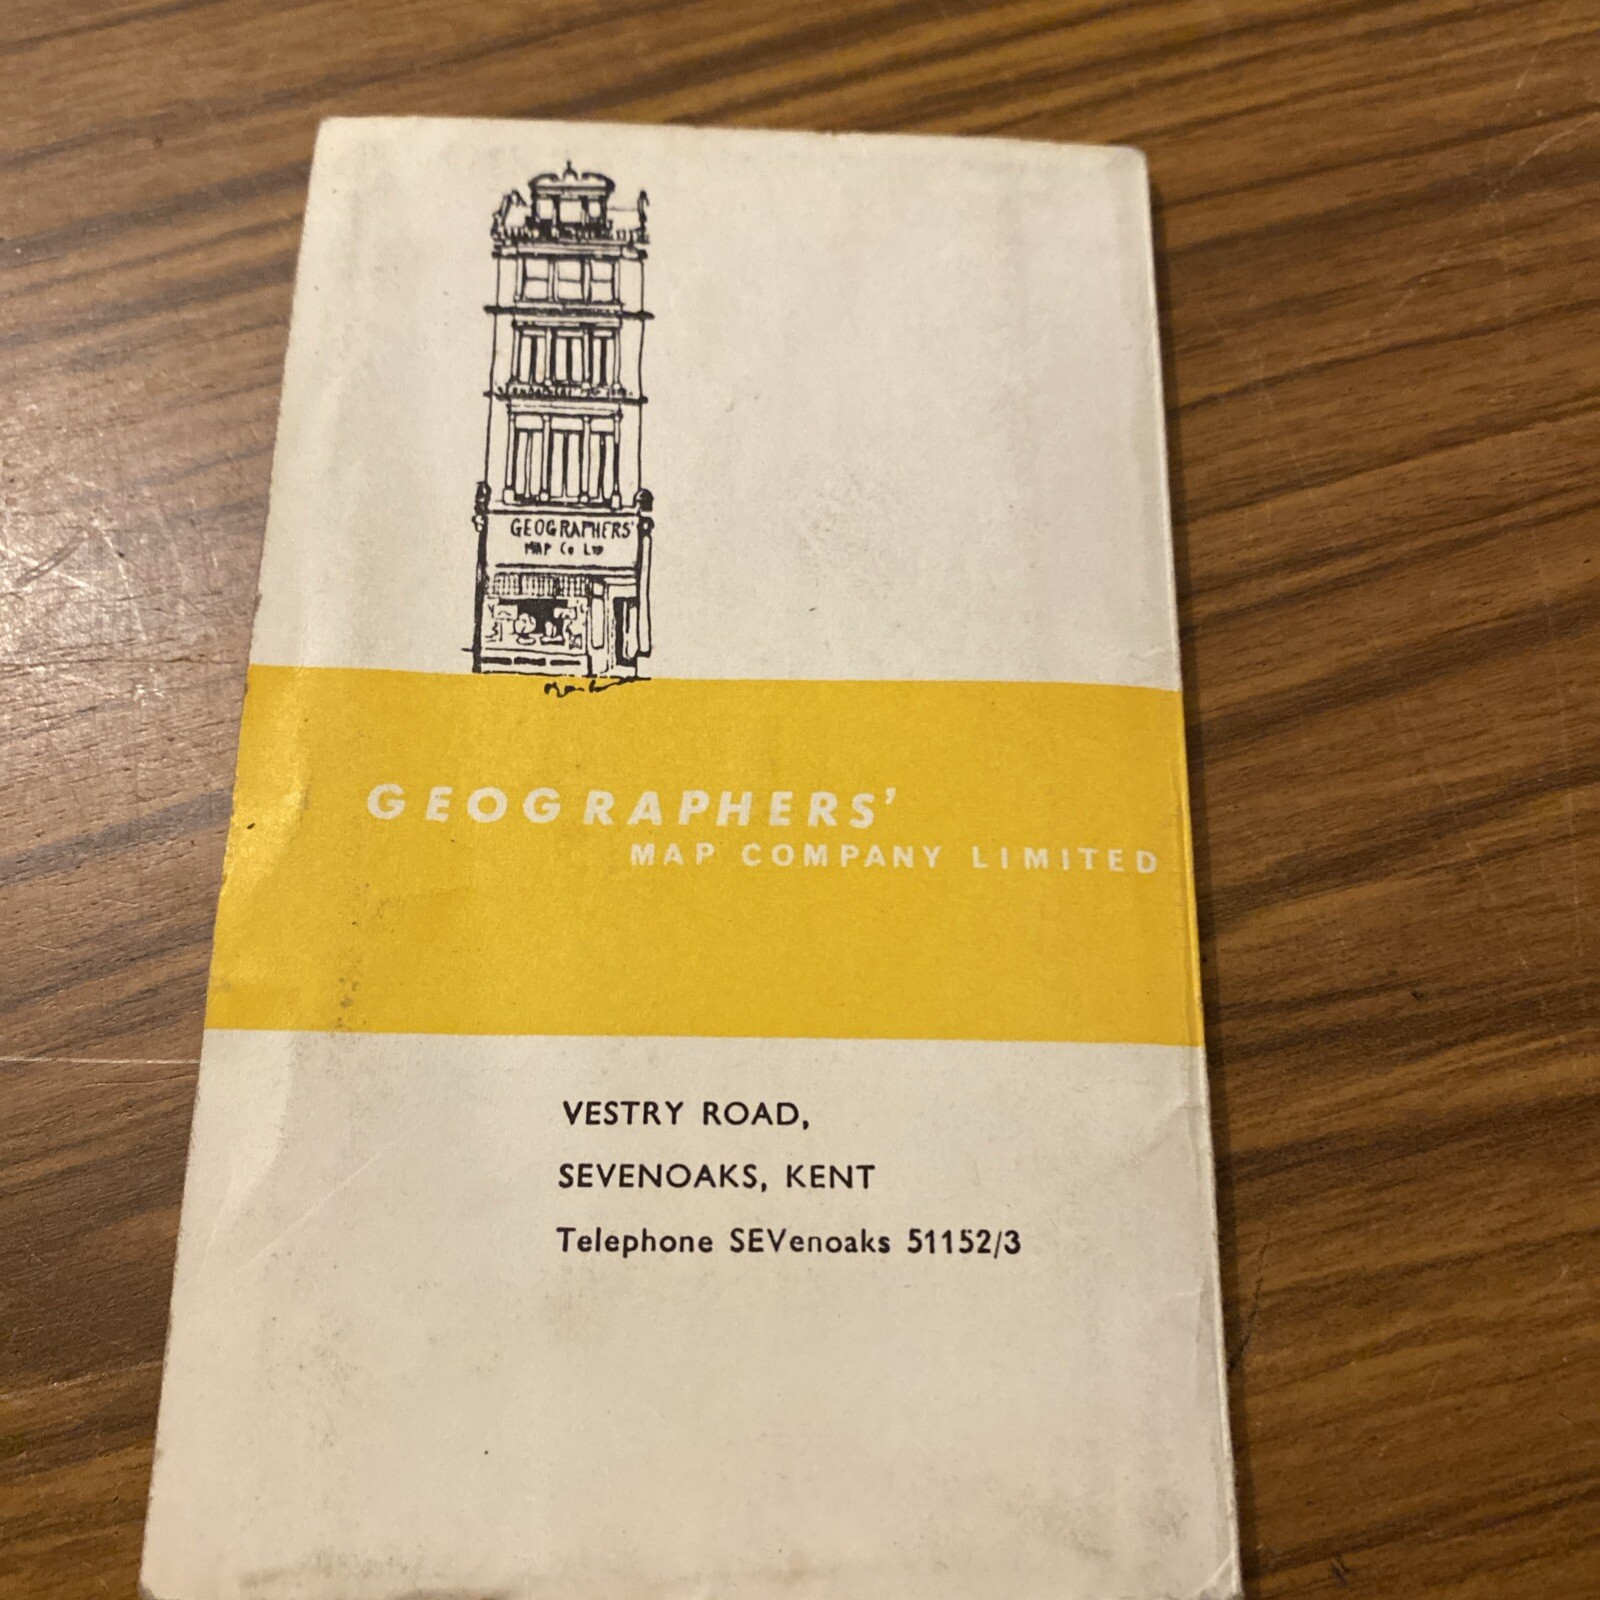 GEOGRAPHERS'
MAP Co LTD
GEOGRAPHERS'
MAP COMPANY LIMITED
VESTRY ROAD,
SEVENOAKS, KENT
Telephone SEVenoaks 51152/3